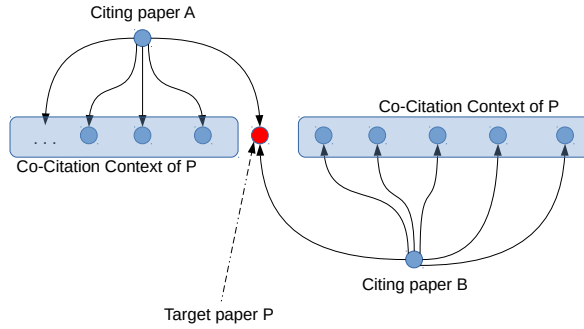 Citing paper A
Co-Citation Context of P
. . .
Co-Citation Context of P
Citing paper B
Target paper P